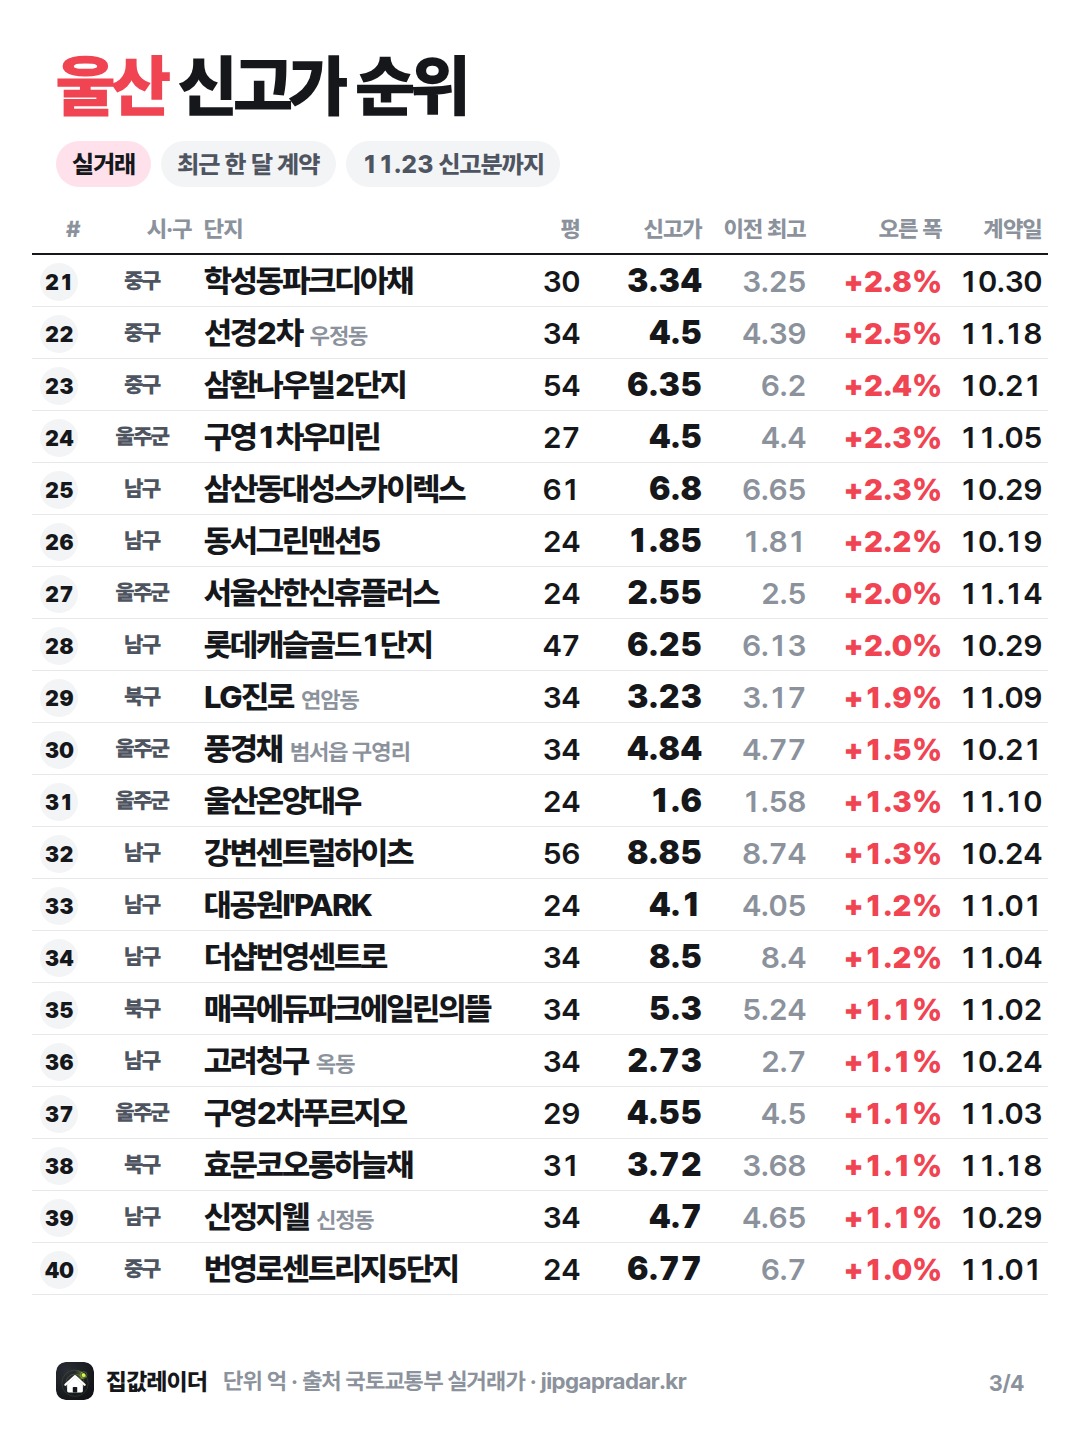 울산 신고가 순위
실거래 최근 한 달 계약 11.23 신고분까지
# 시·구 단지 평 신고가 이전 최고 오른 폭 계약일
21 중구 학성동파크디아채 30 3.34 3.25 +2.8% 10.30
22 중구 선경2차 우정동 34 4.5 4.39 +2.5% 11.18
23 중구 삼환나우빌2단지 54 6.35 6.2 +2.4% 10.21
24 울주군 구영1차우미린 27 4.5 4.4 +2.3% 11.05
25 남구 삼산동대성스카이렉스 61 6.8 6.65 +2.3% 10.29
26 남구 동서그린맨션5 24 1.85 1.81 +2.2% 10.19
27 울주군 서울산한신휴플러스 24 2.55 2.5 +2.0% 11.14
28 남구 롯데캐슬골드1단지 47 6.25 6.13 +2.0% 10.29
29 북구 LG진로 연암동 34 3.23 3.17 +1.9% 11.09
30 울주군 풍경채 범서읍 구영리 34 4.84 4.77 +1.5% 10.21
31 울주군 울산온양대우 24 1.6 1.58 +1.3% 11.10
32 남구 강변센트럴하이츠 56 8.85 8.74 +1.3% 10.24
33 남구 대공원I'PARK 24 4.1 4.05 +1.2% 11.01
34 남구 더샵번영센트로 34 8.5 8.4 +1.2% 11.04
35 북구 매곡에듀파크에일린의뜰 34 5.3 5.24 +1.1% 11.02
36 남구 고려청구 옥동 34 2.73 2.7 +1.1% 10.24
37 울주군 구영2차푸르지오 29 4.55 4.5 +1.1% 11.03
38 북구 효문코오롱하늘채 31 3.72 3.68 +1.1% 11.18
39 남구 신정지웰 신정동 34 4.7 4.65 +1.1% 10.29
40 중구 번영로센트리지5단지 24 6.77 6.7 +1.0% 11.01
집값레이더 단위 억 · 출처 국토교통부 실거래가 · jipgapradar.kr 3/4